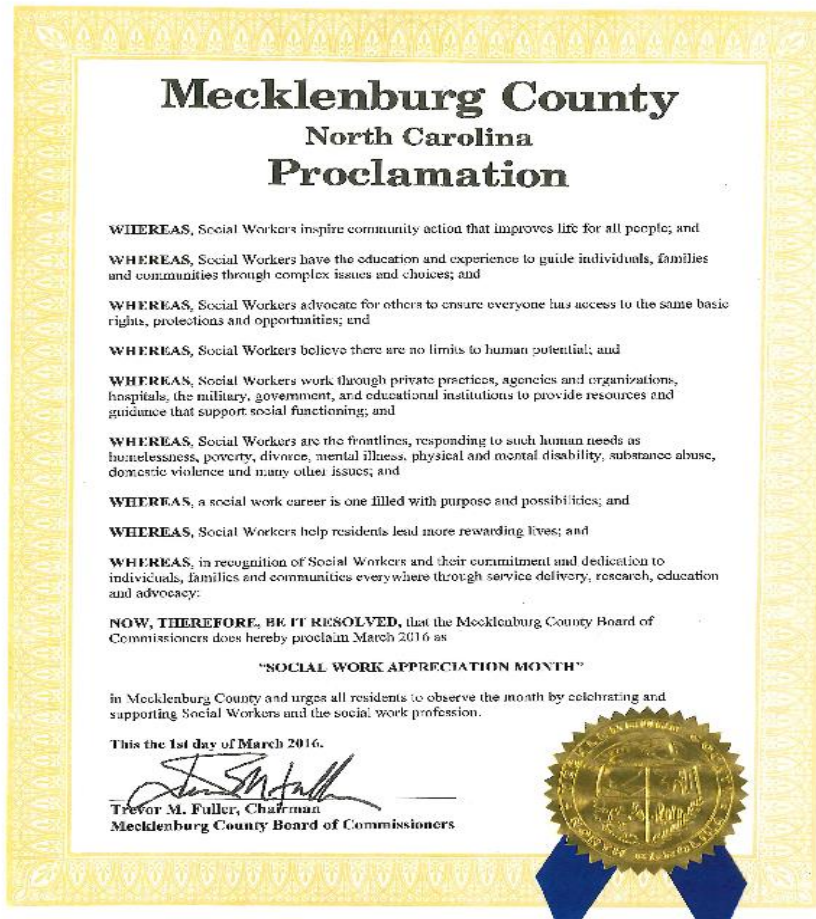 Mecklenburg County
North Carolina
Proclamation
WHEREAS, Social Workers inspire community action that improves life for all people; and
WHEREAS, Social Workers have the education and experience to guide individuals, families
and communities through complex issues and choices; and
WHEREAS, Social Workers advocate for others to ensure everyone has access to the same basic
rights, protections and opportunities; and
WHEREAS, Social Workers believe there are no limits to human potential; and
WHEREAS, Social Workers work through private practices, agencies and organizations,
hospitals, the military, government, and educational institutions to provide resources and
guidance that support social functioning; and
WHEREAS, Social Workers are the frontlines, responding to such human needs as
homelessness, poverty, divorce, mental illness, physical and mental disability, substance abuse,
domestic violence and many other issues; and
WHEREAS, a social work career is one filled with purpose and possibilities; and
WHEREAS, Social Workers help residents lead more rewarding lives; and
WHEREAS, in recognition of Social Workers and their commitment and dedication to
individuals, families and communities everywhere through service delivery, research, education
and advocacy:
NOW, THEREFORE, BE IT RESOLVED, that the Mecklenburg County Board of
Commissioners does hereby proclaim March 2016 as
"SOCIAL WORK APPRECIATION MONTH"
in Mecklenburg County and urges all residents to observe the month by celebrating and
supporting Social Workers and the social work profession.
This the 1st day of March 2016.
Trevor M. Fuller, Chairman
Mecklenburg County Board of Commissioners